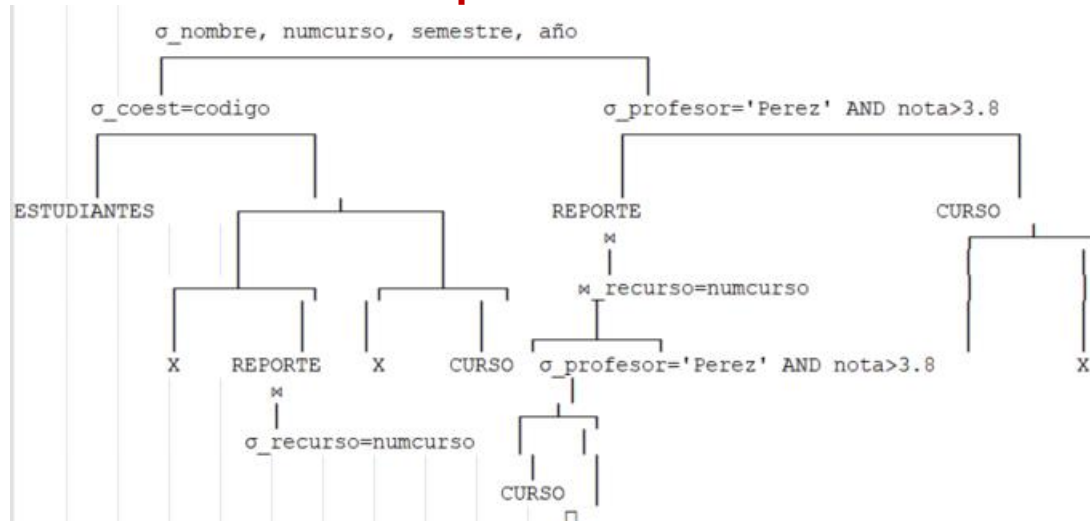 σ_nombre, numcurso, semestre, año
σ_coest=codigo σ_profesor='Perez' AND nota>3.8
ESTUDIANTES REPORTE CURSO
⋈
⋈_recurso=numcurso
X REPORTE X CURSO σ_profesor='Perez' AND nota>3.8 X
⋈
σ_recurso=numcurso
CURSO